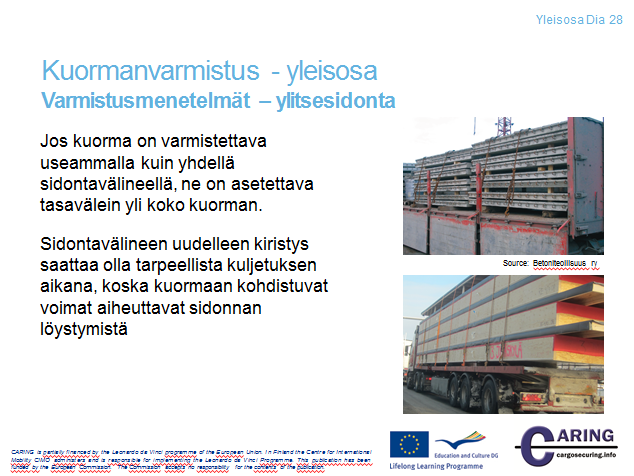 Yleisosa Dia 28
Kuormanvarmistus - yleisosa
Varmistusmenetelmät – ylitsesidonta
Jos kuorma on varmistettava
useammalla kuin yhdellä
sidontavälineellä, ne on asetettava
tasavälein yli koko kuorman.
Sidontavälineen uudelleen kiristys
saattaa olla tarpeellista kuljetuksen
aikana, koska kuormaan kohdistuvat
voimat aiheuttavat sidonnan
löystymistä
Source: Betoniteollisuus ry
CARING is partially financed by the Leonardo da Vinci programme of the European Union. In Finland the Centre for International
Mobility CIMO administers and is responsible for implementing the Leonardo da Vinci Programme. This publication has been
funded by the European Commission. The Commission accepts no responsibility for the contents of the publication.
Education and Culture DG
Lifelong Learning Programme
CARING
cargosecuring.info